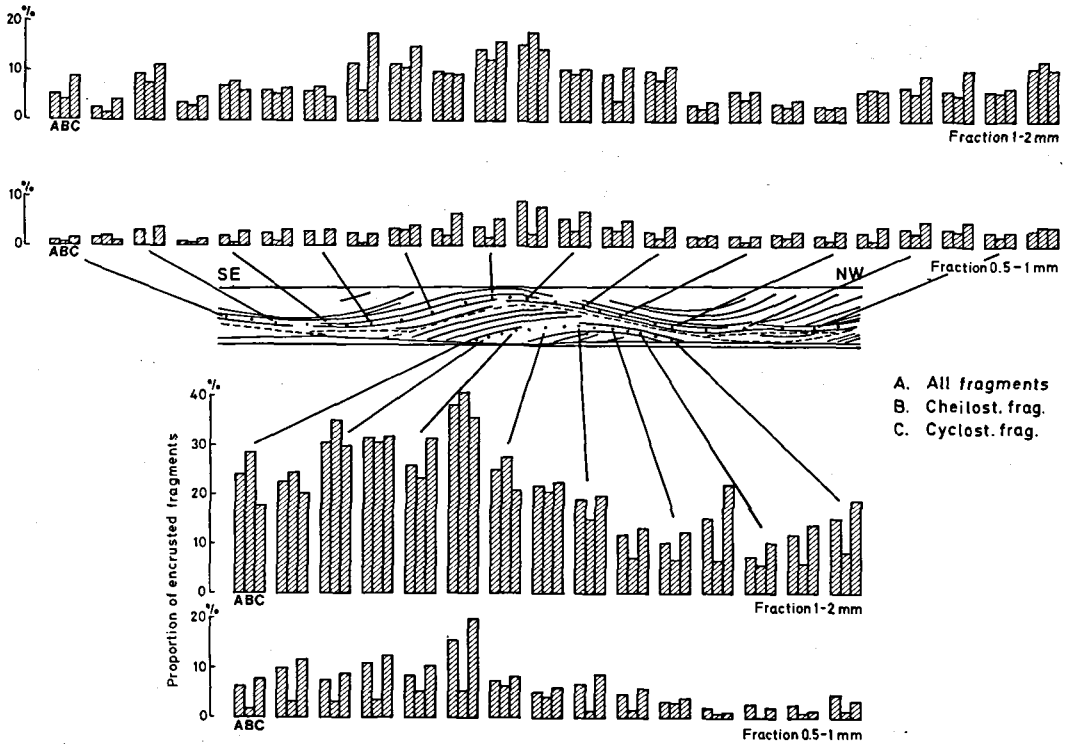 20%
10
0
ABC
Fraction 1-2 mm
10%
0
ABC
Fraction 0.5-1 mm
SE
NW
A. All fragments
B. Cheilost. frag.
C. Cyclost. frag.
Proportion of encrusted fragments
%
40
30
20
10
0
ABC
Fraction 1-2 mm
20%
10
0
ABC
Fraction 0.5-1 mm